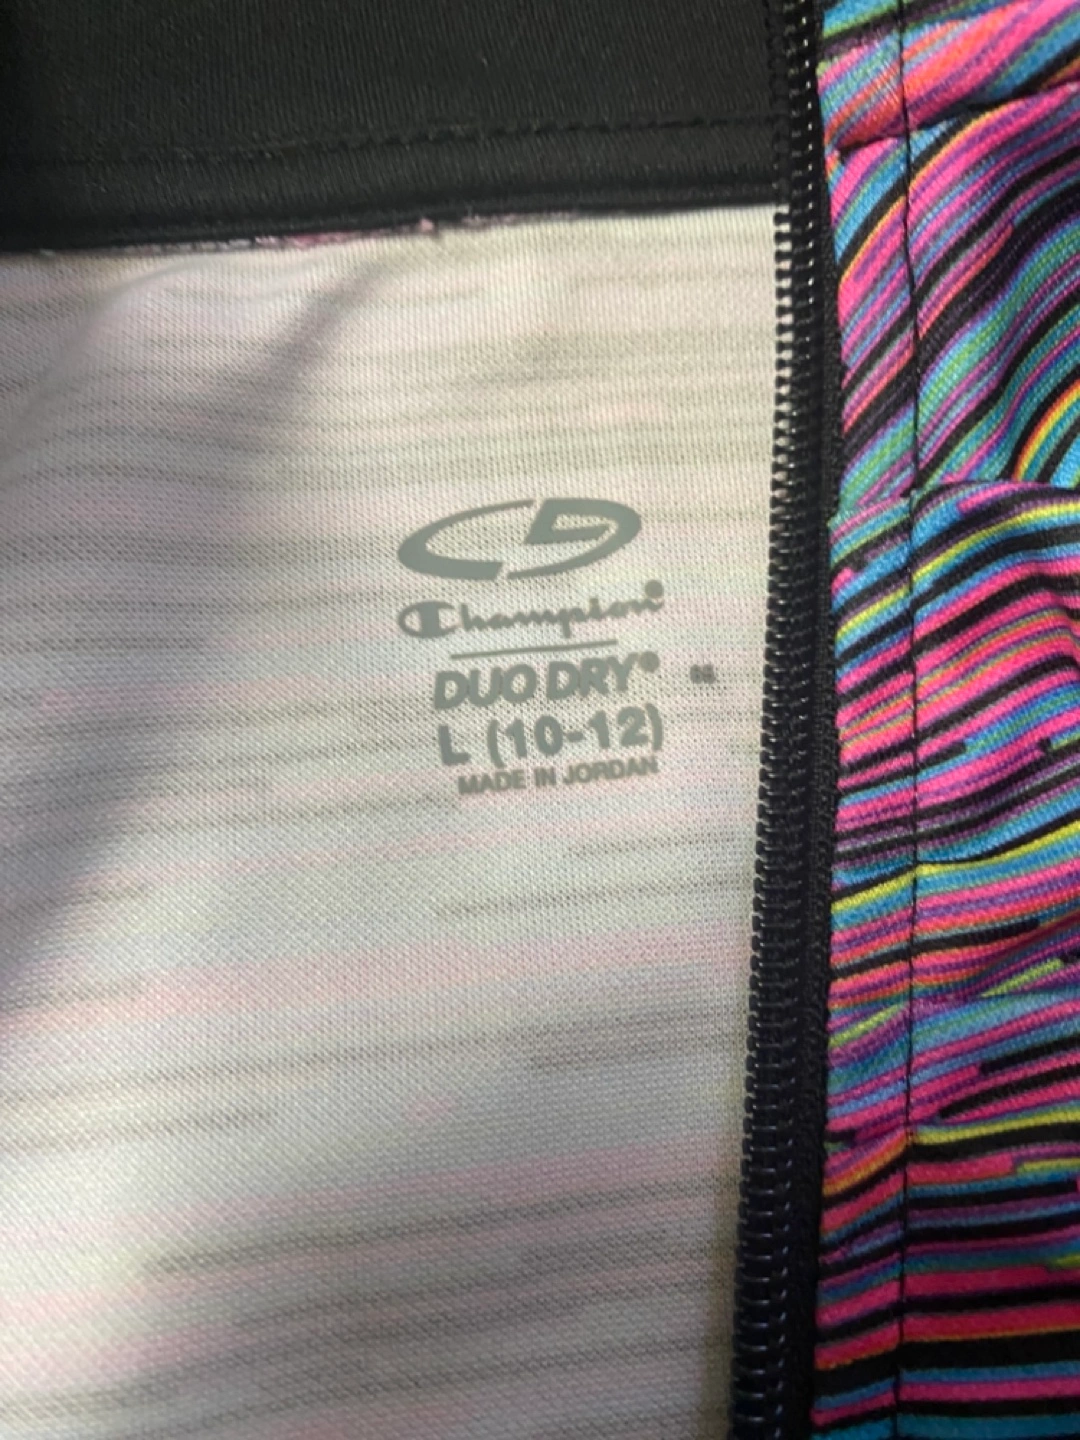 Champion®
DUO DRY®
L (10-12)
MADE IN JORDAN